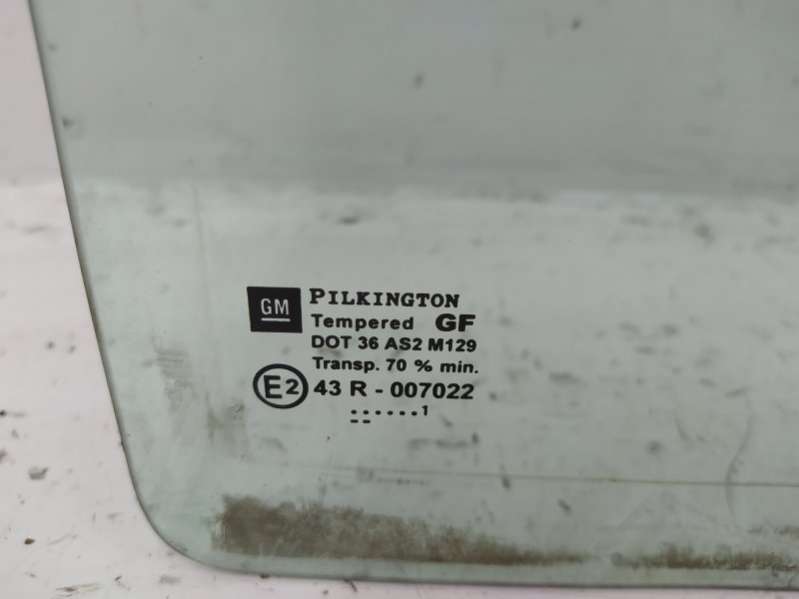 GM PILKINGTON
Tempered GF
DOT 36 AS2 M129
Transp. 70 % min.
E2 43 R - 007022
. . . . . . . 1